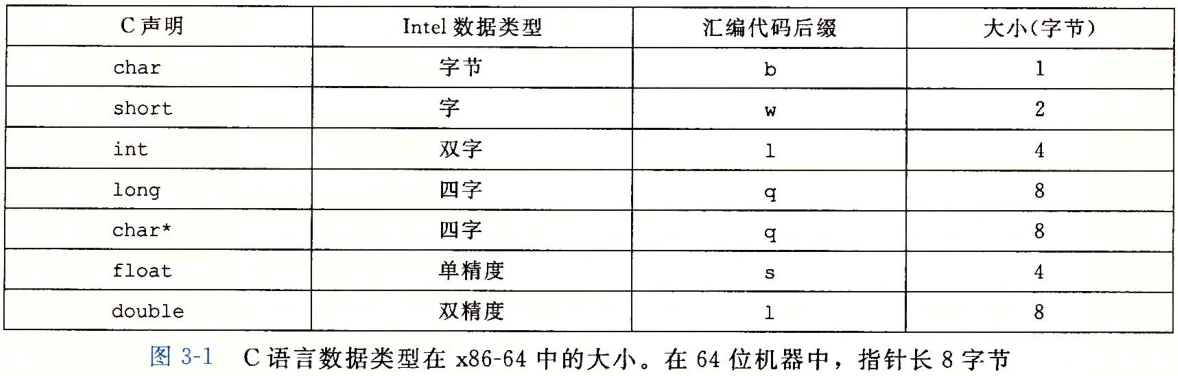 C声明 Intel 数据类型 汇编代码后缀 大小(字节)
char 字节 b 1
short 字 w 2
int 双字 l 4
long 四字 q 8
char* 四字 q 8
float 单精度 s 4
double 双精度 l 8
图 3-1 C 语言数据类型在 x86-64 中的大小。在 64 位机器中，指针长 8 字节